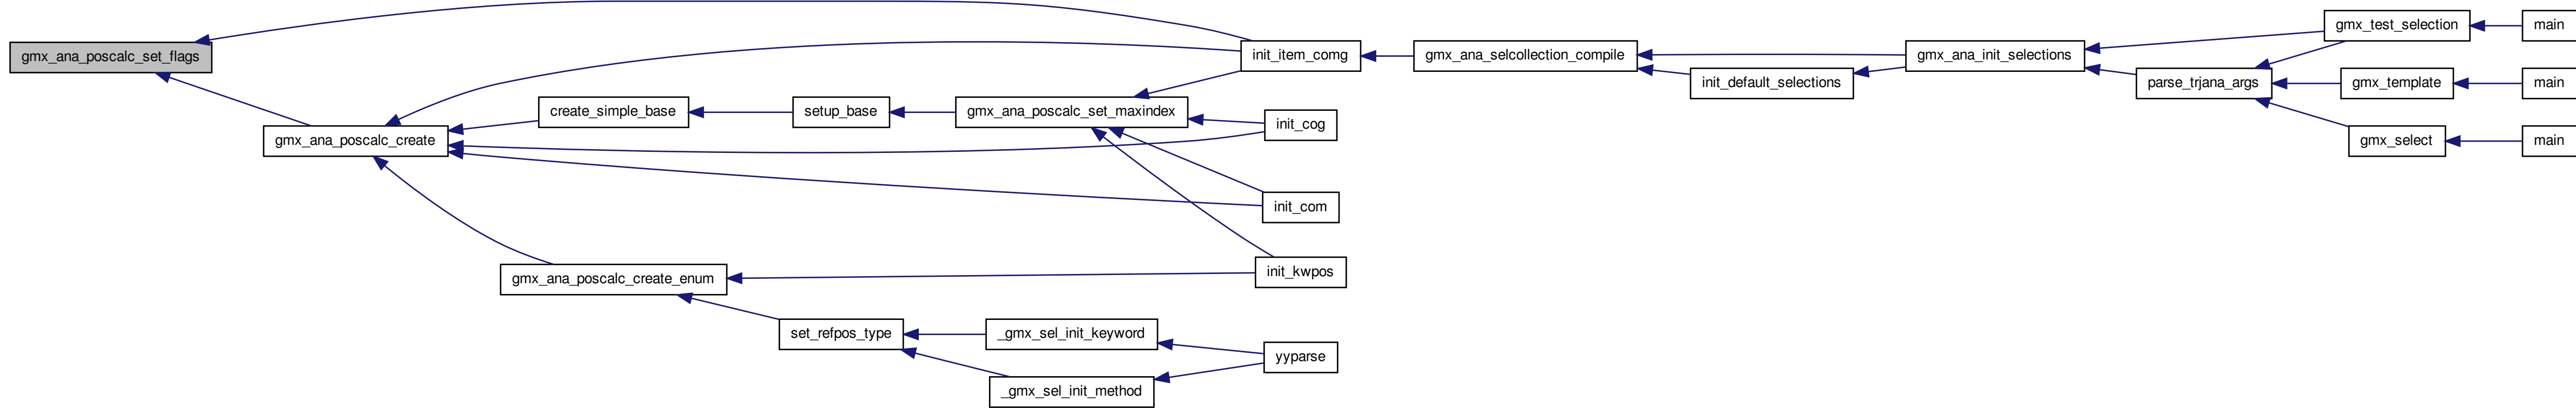 gmx_ana_poscalc_set_flags
gmx_ana_poscalc_create
create_simple_base
setup_base
gmx_ana_poscalc_set_maxindex
gmx_ana_poscalc_create_enum
set_refpos_type
_gmx_sel_init_keyword
_gmx_sel_init_method
init_item_comg
init_cog
init_com
init_kwpos
yyparse
gmx_ana_selcollection_compile
init_default_selections
gmx_ana_init_selections
parse_trjana_args
gmx_test_selection
main
gmx_template
main
gmx_select
main